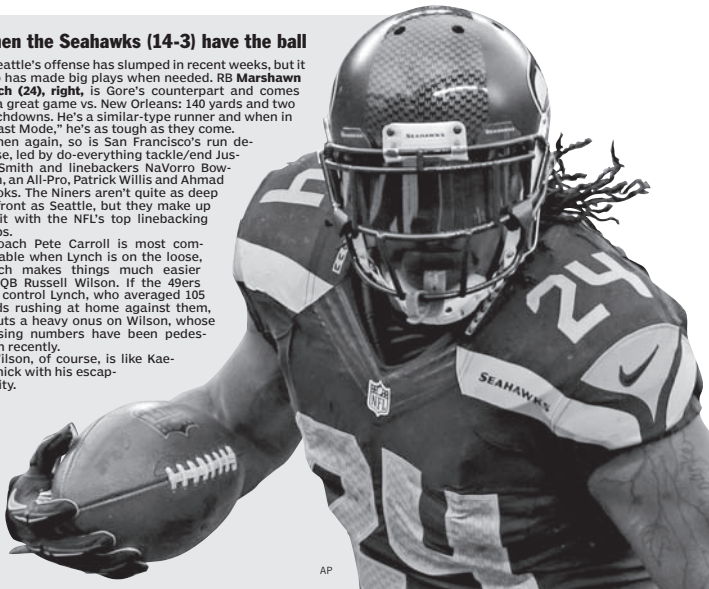 en the Seahawks (14-3) have the ball
eattle's offense has slumped in recent weeks, but it
has made big plays when needed. RB Marshawn
ch (24), right, is Gore's counterpart and comes
a great game vs. New Orleans: 140 yards and two
chdowns. He's a similar-type runner and when in
ast Mode," he's as tough as they come.
hen again, so is San Francisco's run de-
se, led by do-everything tackle/end Jus-
Smith and linebackers NaVorro Bow-
n, an All-Pro, Patrick Willis and Ahmad
oks. The Niners aren't quite as deep
front as Seattle, but they make up
it with the NFL's top linebacking
ps.
oach Pete Carroll is most com-
able when Lynch is on the loose,
ch makes things much easier
QB Russell Wilson. If the 49ers
control Lynch, who averaged 105
ds rushing at home against them,
uts a heavy onus on Wilson, whose
sing numbers have been pedes-
n recently.
ilson, of course, is like Kae-
nick with his escap-
ity.
SEAHAWKS
24
NFL
SEAHAWKS
24
AP